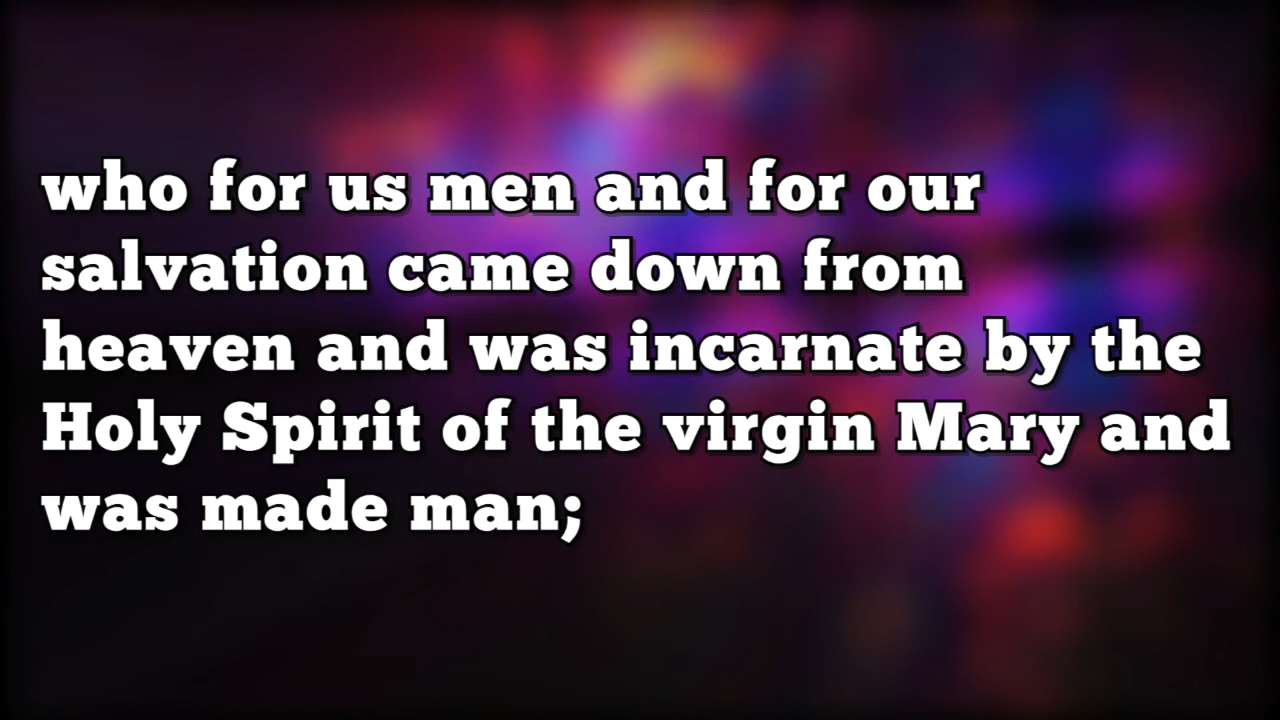 who for us men and for our
salvation came down from
heaven and was incarnate by the
Holy Spirit of the virgin Mary and
was made man;